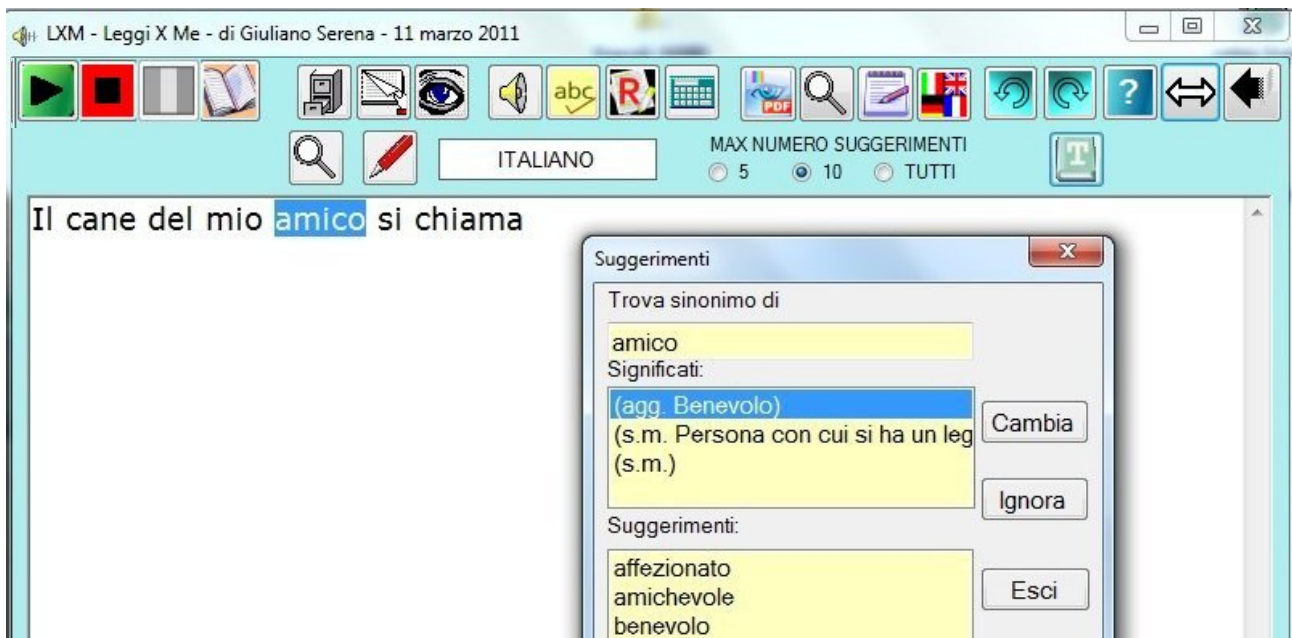 LXM - Leggi X Me - di Giuliano Serena - 11 marzo 2011
abc R PDF ?
ITALIANO
MAX NUMERO SUGGERIMENTI
5 10 TUTTI
T
Il cane del mio amico si chiama
Suggerimenti
Trova sinonimo di
amico
Significati:
(agg. Benevolo)
(s.m. Persona con cui si ha un leg
(s.m.)
Cambia
Ignora
Suggerimenti:
affezionato
amichevole
benevolo
Esci